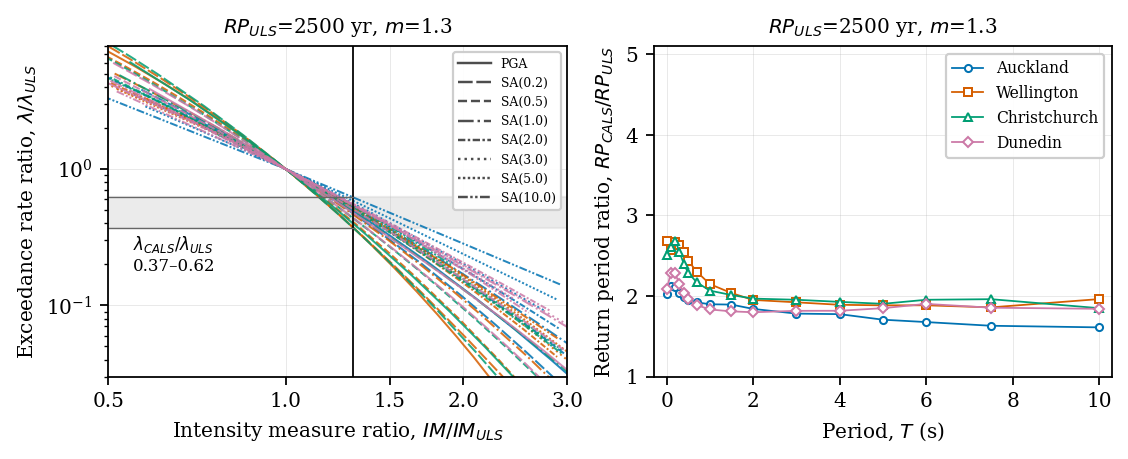 RP_ULS=2500 yr, m=1.3
Exceedance rate ratio, λ/λ_ULS
10^0
10^−1
PGA
SA(0.2)
SA(0.5)
SA(1.0)
SA(2.0)
SA(3.0)
SA(5.0)
SA(10.0)
λ_CALS/λ_ULS
0.37–0.62
0.5
1.0
1.5
2.0
3.0
Intensity measure ratio, IM/IM_ULS
RP_ULS=2500 yr, m=1.3
Return period ratio, RP_CALS/RP_ULS
5
4
3
2
1
Auckland
Wellington
Christchurch
Dunedin
0
2
4
6
8
10
Period, T (s)